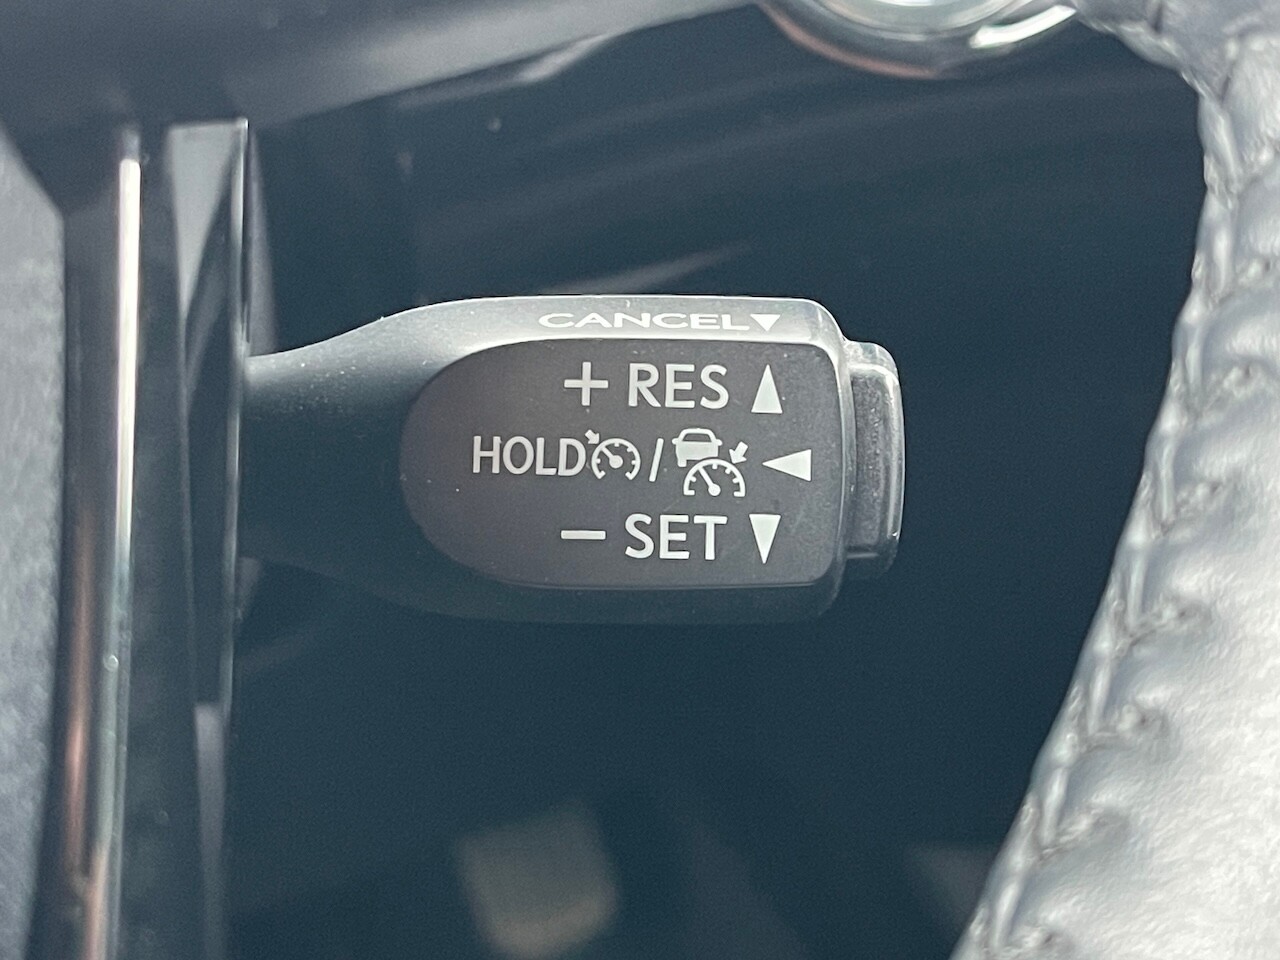 CANCEL▼
+ RES ▲
HOLD / ◀
− SET ▼